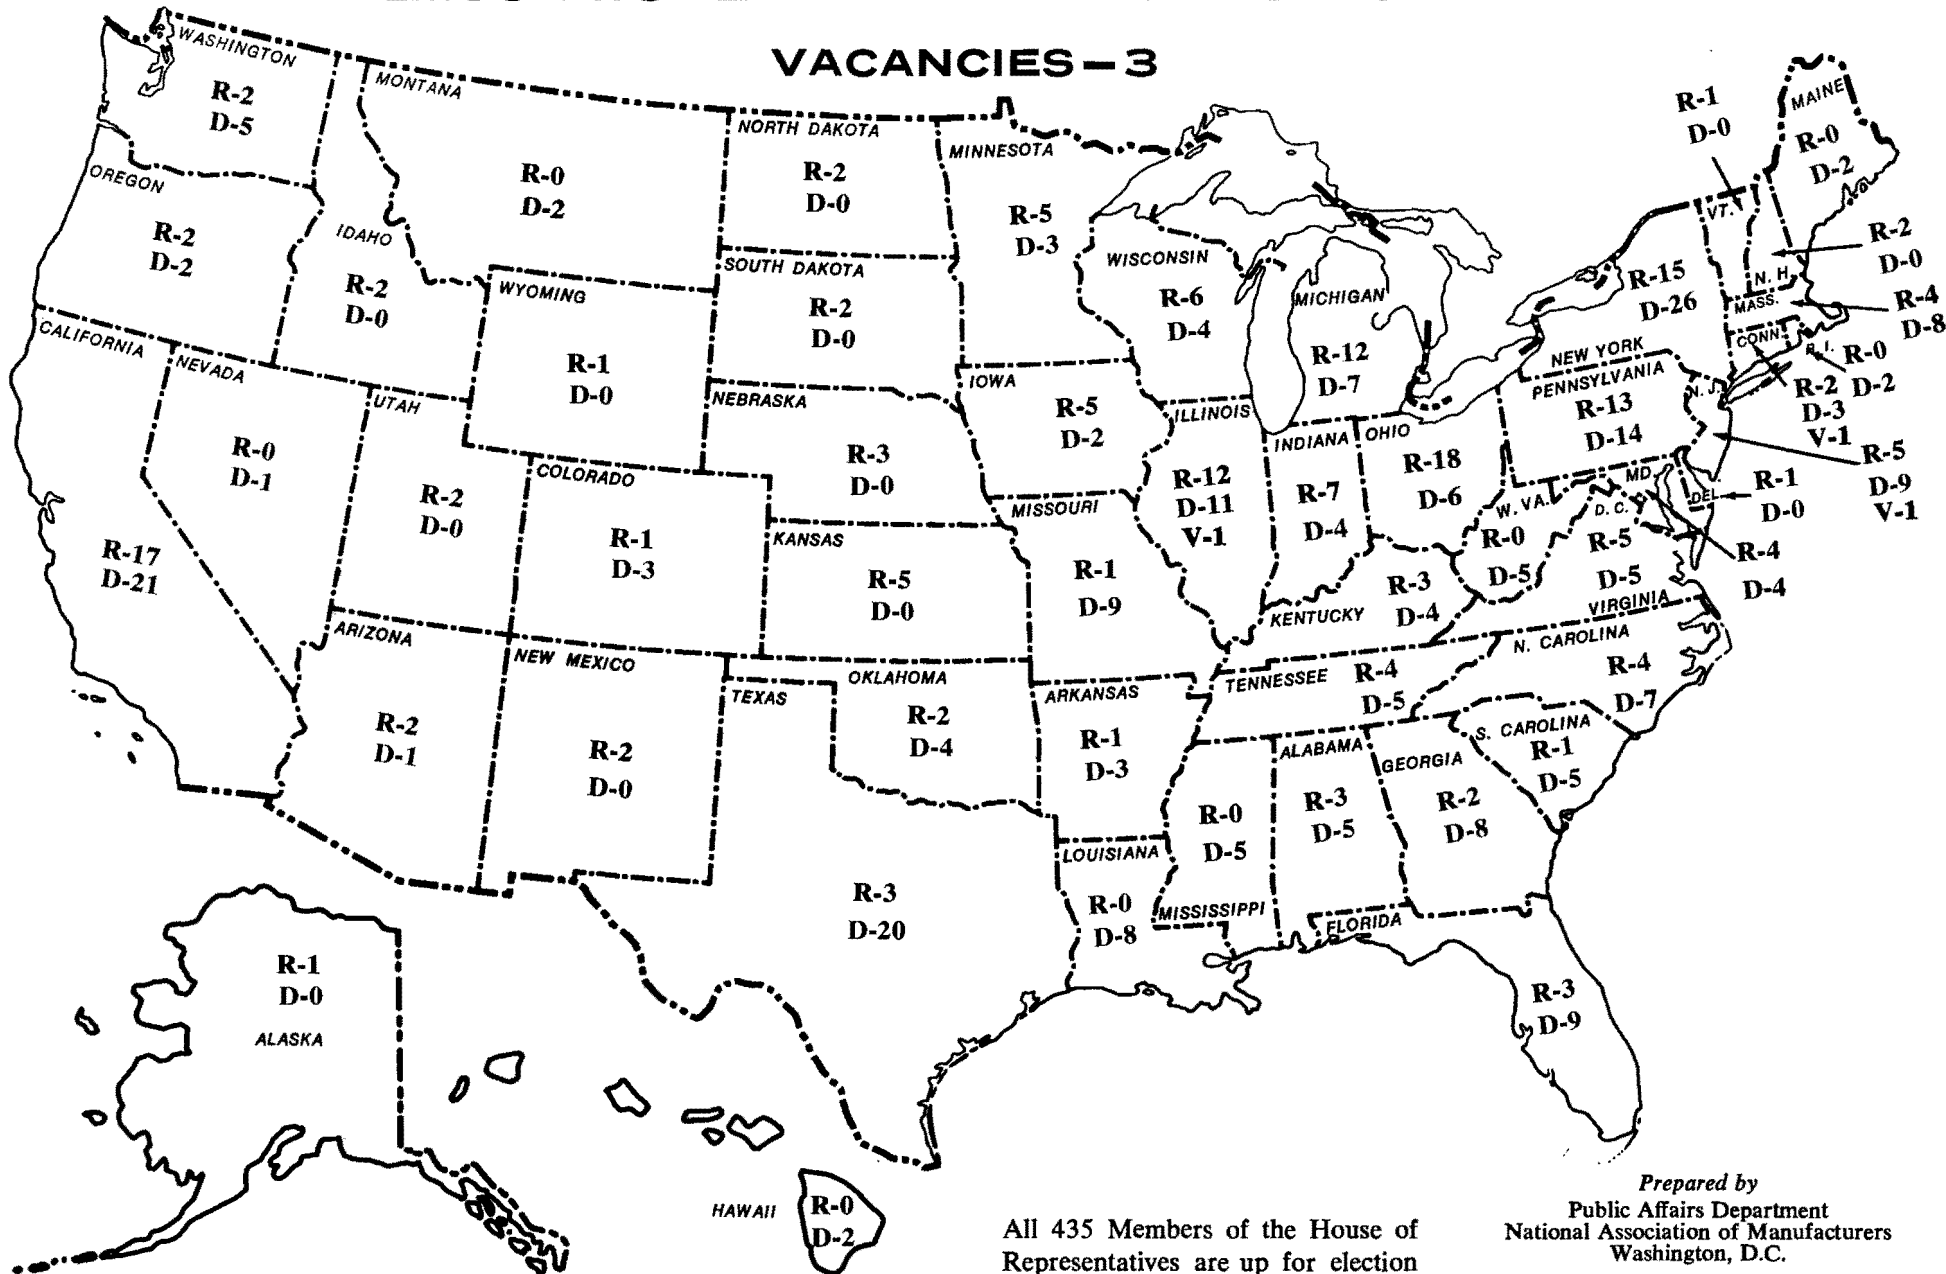 VACANCIES—3
WASHINGTON
R-2
D-5
OREGON
R-2
D-2
CALIFORNIA
R-17
D-21
IDAHO
R-2
D-0
NEVADA
R-0
D-1
MONTANA
R-0
D-2
WYOMING
R-1
D-0
UTAH
R-2
D-0
COLORADO
R-1
D-3
ARIZONA
R-2
D-1
NEW MEXICO
R-2
D-0
NORTH DAKOTA
R-2
D-0
SOUTH DAKOTA
R-2
D-0
NEBRASKA
R-3
D-0
KANSAS
R-5
D-0
OKLAHOMA
R-2
D-4
TEXAS
R-3
D-20
MINNESOTA
R-5
D-3
IOWA
R-5
D-2
MISSOURI
R-1
D-9
ARKANSAS
R-1
D-3
LOUISIANA
R-0
D-8
WISCONSIN
R-6
D-4
ILLINOIS
R-12
D-11
V-1
MICHIGAN
R-12
D-7
INDIANA
R-7
D-4
OHIO
R-18
D-6
KENTUCKY
R-3
D-4
TENNESSEE
R-4
D-5
MISSISSIPPI
R-0
D-5
ALABAMA
R-3
D-5
GEORGIA
R-2
D-8
FLORIDA
R-3
D-9
S. CAROLINA
R-1
D-5
N. CAROLINA
R-4
D-7
VIRGINIA
R-5
D-5
W. VA.
R-0
D-5
D. C.
MD.
R-4
D-4
DEL.
R-1
D-0
PENNSYLVANIA
R-13
D-14
N. J.
R-5
D-9
V-1
NEW YORK
R-15
D-26
CONN.
R-2
D-3
V-1
R. I.
R-0
D-2
MASS.
R-4
D-8
N. H.
R-2
D-0
VT.
R-1
D-0
MAINE
R-0
D-2
R-1
D-0
ALASKA
HAWAII
R-0
D-2
All 435 Members of the House of
Representatives are up for election
Prepared by
Public Affairs Department
National Association of Manufacturers
Washington, D.C.